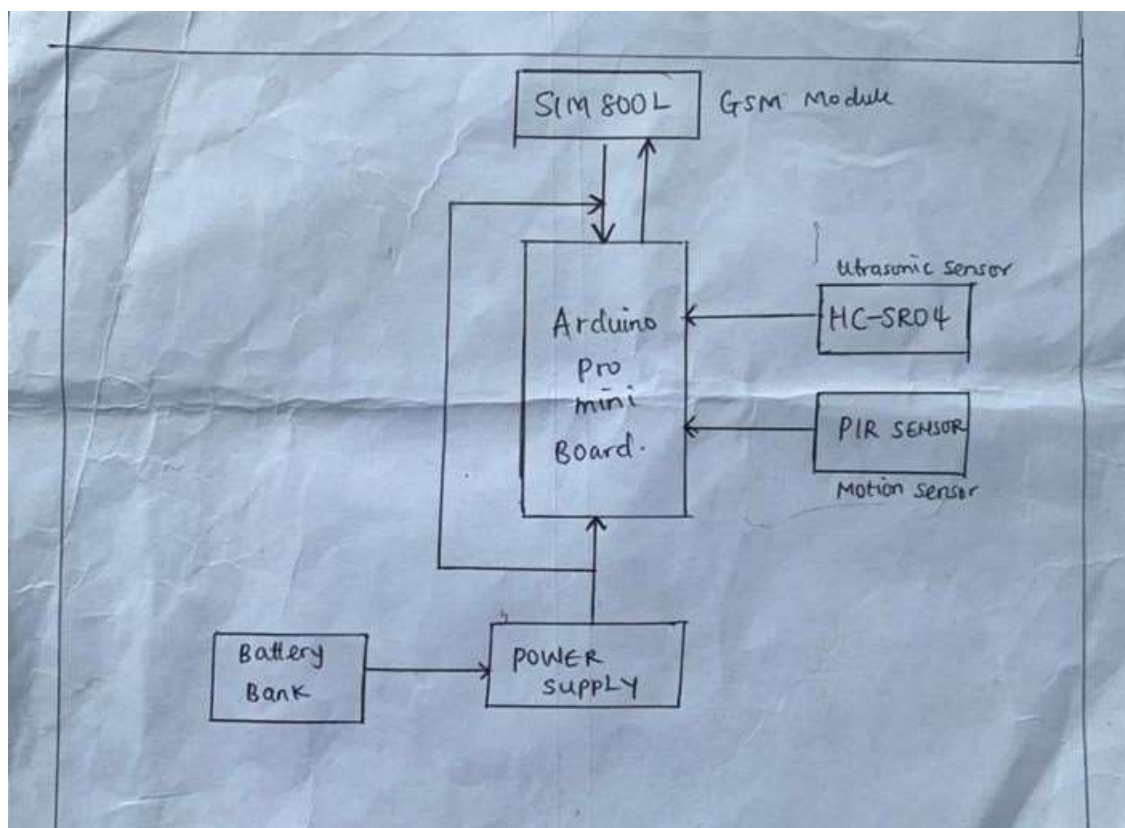 SIM 800L
GSM Module
Utrasonic sensor
HC-SR04
Arduino
Pro
mini
Board.
PIR SENSOR
Motion sensor
Battery
Bank
POWER
SUPPLY